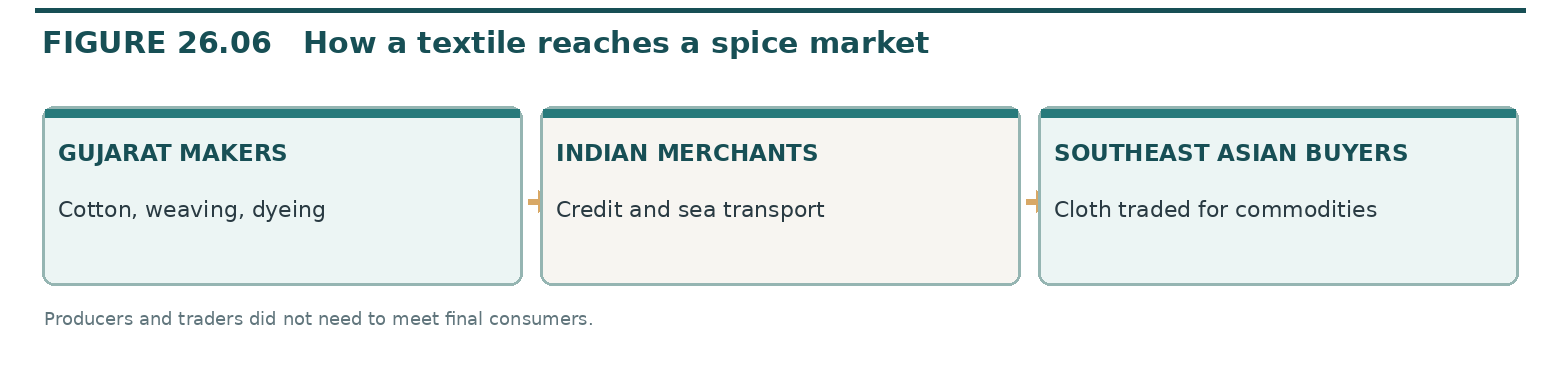 FIGURE 26.06 How a textile reaches a spice market
GUJARAT MAKERS
Cotton, weaving, dyeing
INDIAN MERCHANTS
Credit and sea transport
SOUTHEAST ASIAN BUYERS
Cloth traded for commodities
Producers and traders did not need to meet final consumers.